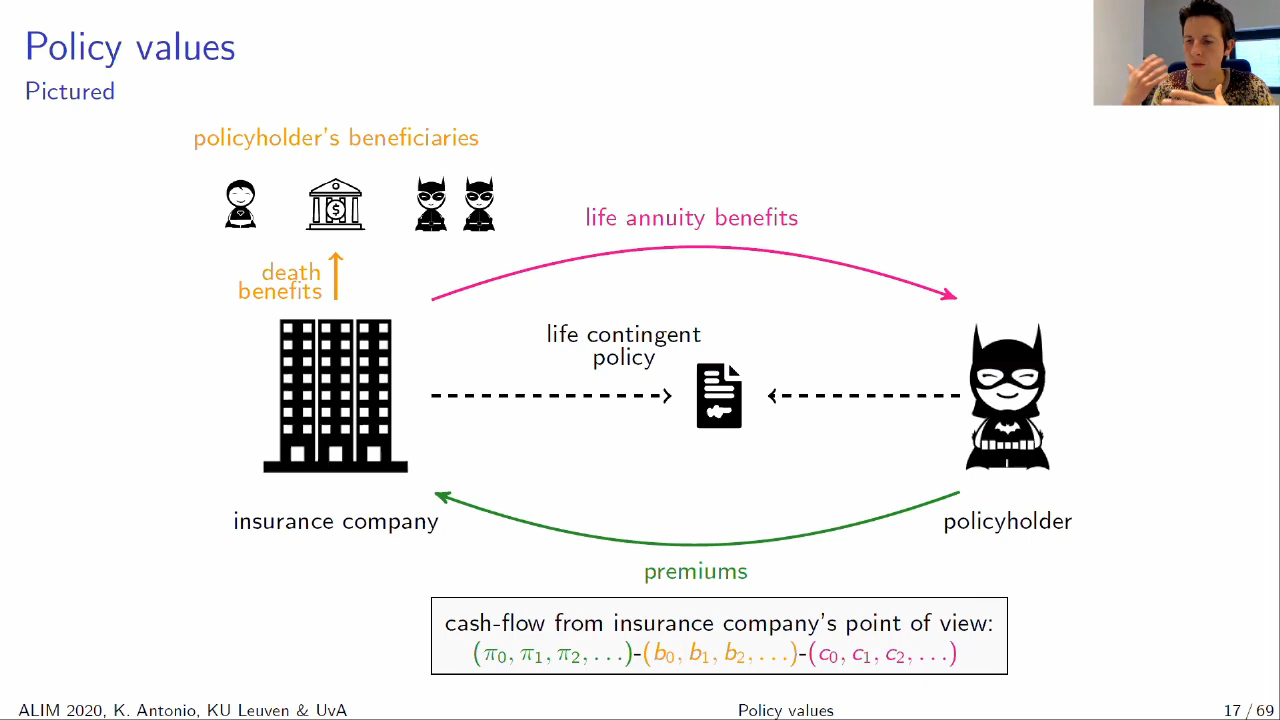 Policy values
Pictured
policyholder's beneficiaries
$
life annuity benefits
death
benefits
life contingent
policy
insurance company
policyholder
premiums
cash-flow from insurance company's point of view:
(π₀, π₁, π₂, . . .)-(b₀, b₁, b₂, . . .)-(c₀, c₁, c₂, . . .)
ALIM 2020, K. Antonio, KU Leuven & UvA
Policy values
17 / 69